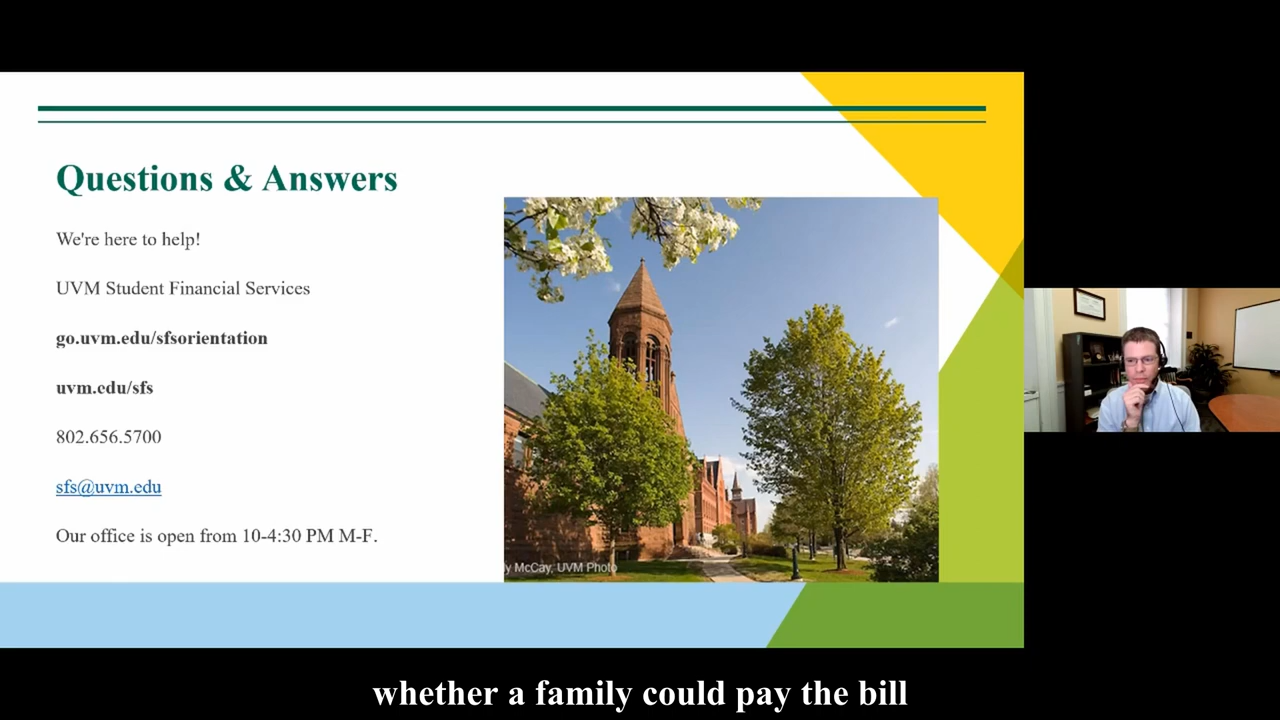 Questions & Answers
We're here to help!
UVM Student Financial Services
go.uvm.edu/sfsorientation
uvm.edu/sfs
802.656.5700
sfs@uvm.edu
Our office is open from 10-4:30 PM M-F.
y McCay, UVM Photo
whether a family could pay the bill